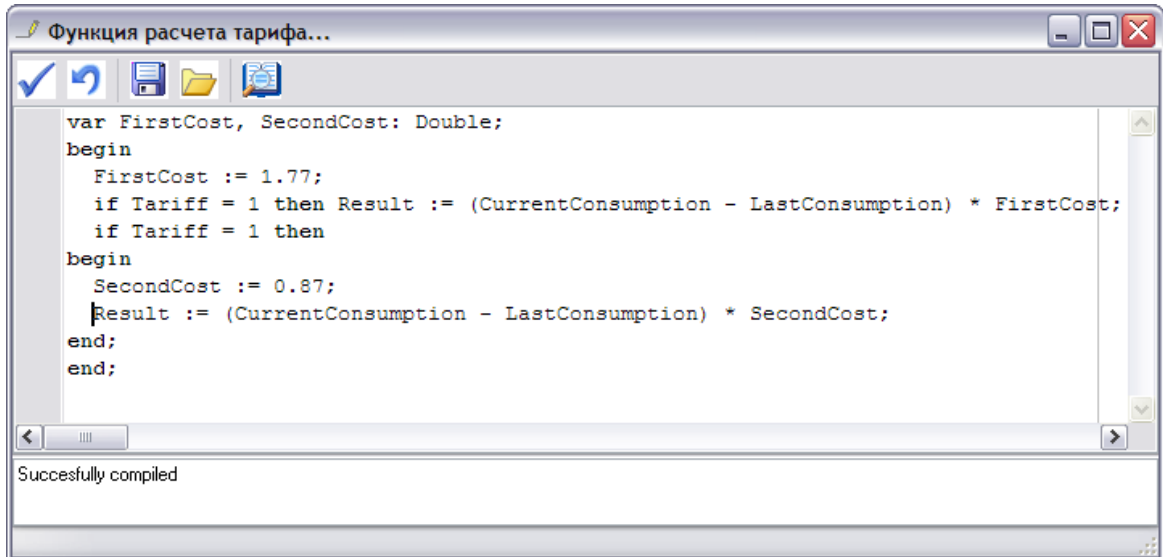 Функция расчета тарифа...
var FirstCost, SecondCost: Double;
begin
FirstCost := 1.77;
if Tariff = 1 then Result := (CurrentConsumption - LastConsumption) * FirstCost;
if Tariff = 1 then
begin
SecondCost := 0.87;
Result := (CurrentConsumption - LastConsumption) * SecondCost;
end;
end;
Succesfully compiled